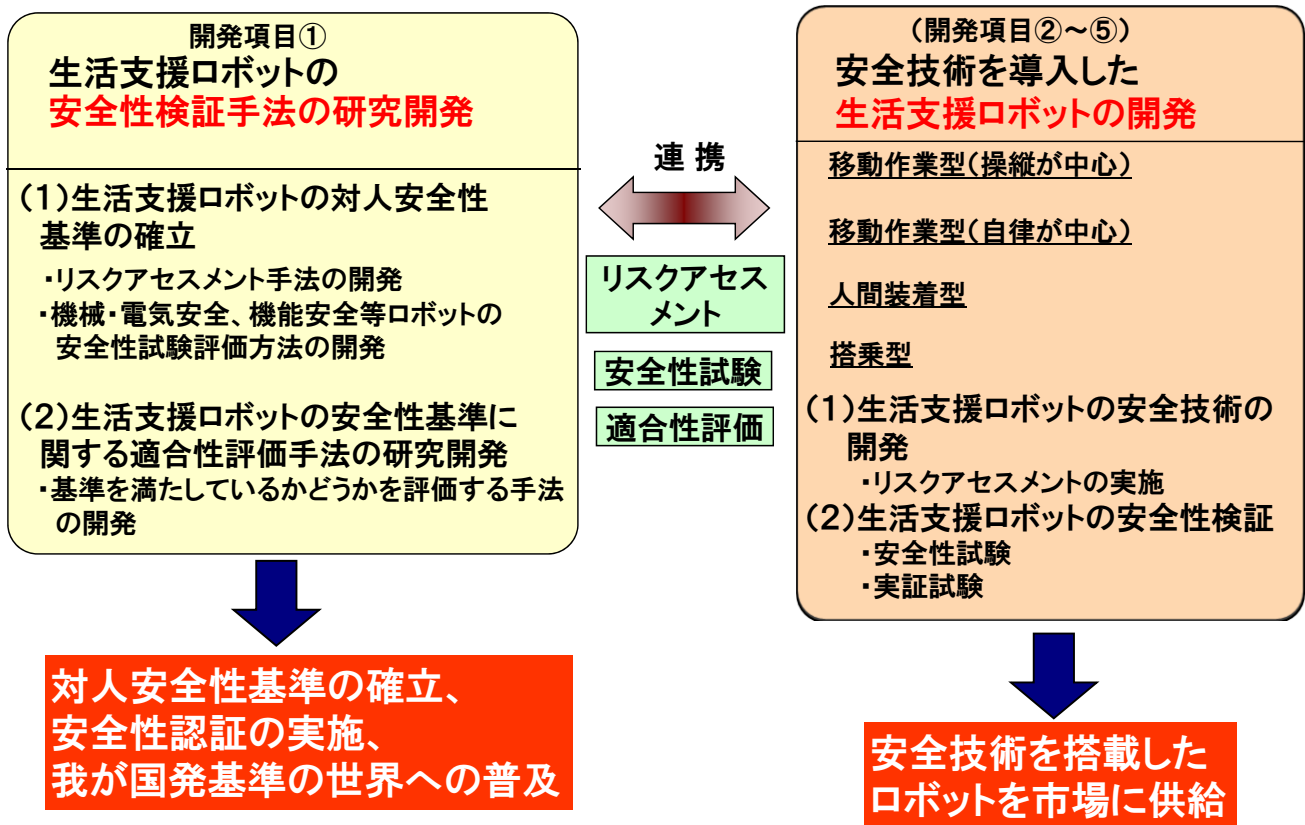 開発項目①
生活支援ロボットの
安全性検証手法の研究開発
(1)生活支援ロボットの対人安全性
基準の確立
・リスクアセスメント手法の開発
・機械・電気安全、機能安全等ロボットの
安全性試験評価方法の開発
(2)生活支援ロボットの安全性基準に
関する適合性評価手法の研究開発
・基準を満たしているかどうかを評価する手法
の開発
対人安全性基準の確立、
安全性認証の実施、
我が国発基準の世界への普及
連 携
リスクアセス
メント
安全性試験
適合性評価
(開発項目②~⑤)
安全技術を導入した
生活支援ロボットの開発
移動作業型(操縦が中心)
移動作業型(自律が中心)
人間装着型
搭乗型
(1)生活支援ロボットの安全技術の
開発
・リスクアセスメントの実施
(2)生活支援ロボットの安全性検証
・安全性試験
・実証試験
安全技術を搭載した
ロボットを市場に供給